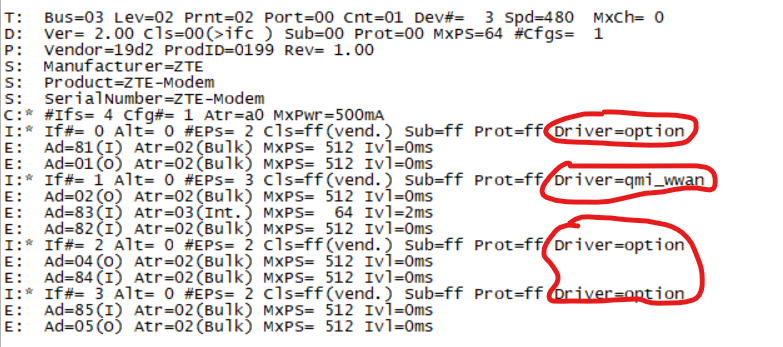 T:  Bus=03 Lev=02 Prnt=02 Port=00 Cnt=01 Dev#=  3 Spd=480  MxCh= 0
D:  Ver= 2.00 Cls=00(>ifc ) Sub=00 Prot=00 MxPS=64 #Cfgs=  1
P:  Vendor=19d2 ProdID=0199 Rev= 1.00
S:  Manufacturer=ZTE
S:  Product=ZTE-Modem
S:  SerialNumber=ZTE-Modem
C:* #Ifs= 4 Cfg#= 1 Atr=a0 MxPwr=500mA
I:* If#= 0 Alt= 0 #EPs= 2 Cls=ff(vend.) Sub=ff Prot=ff Driver=option
E:  Ad=81(I) Atr=02(Bulk) MxPS= 512 Ivl=0ms
E:  Ad=01(O) Atr=02(Bulk) MxPS= 512 Ivl=0ms
I:* If#= 1 Alt= 0 #EPs= 3 Cls=ff(vend.) Sub=ff Prot=ff Driver=qmi_wwan
E:  Ad=02(O) Atr=02(Bulk) MxPS= 512 Ivl=0ms
E:  Ad=83(I) Atr=03(Int.) MxPS=  64 Ivl=2ms
E:  Ad=82(I) Atr=02(Bulk) MxPS= 512 Ivl=0ms
I:* If#= 2 Alt= 0 #EPs= 2 Cls=ff(vend.) Sub=ff Prot=ff Driver=option
E:  Ad=04(O) Atr=02(Bulk) MxPS= 512 Ivl=0ms
E:  Ad=84(I) Atr=02(Bulk) MxPS= 512 Ivl=0ms
I:* If#= 3 Alt= 0 #EPs= 2 Cls=ff(vend.) Sub=ff Prot=ff Driver=option
E:  Ad=85(I) Atr=02(Bulk) MxPS= 512 Ivl=0ms
E:  Ad=05(O) Atr=02(Bulk) MxPS= 512 Ivl=0ms